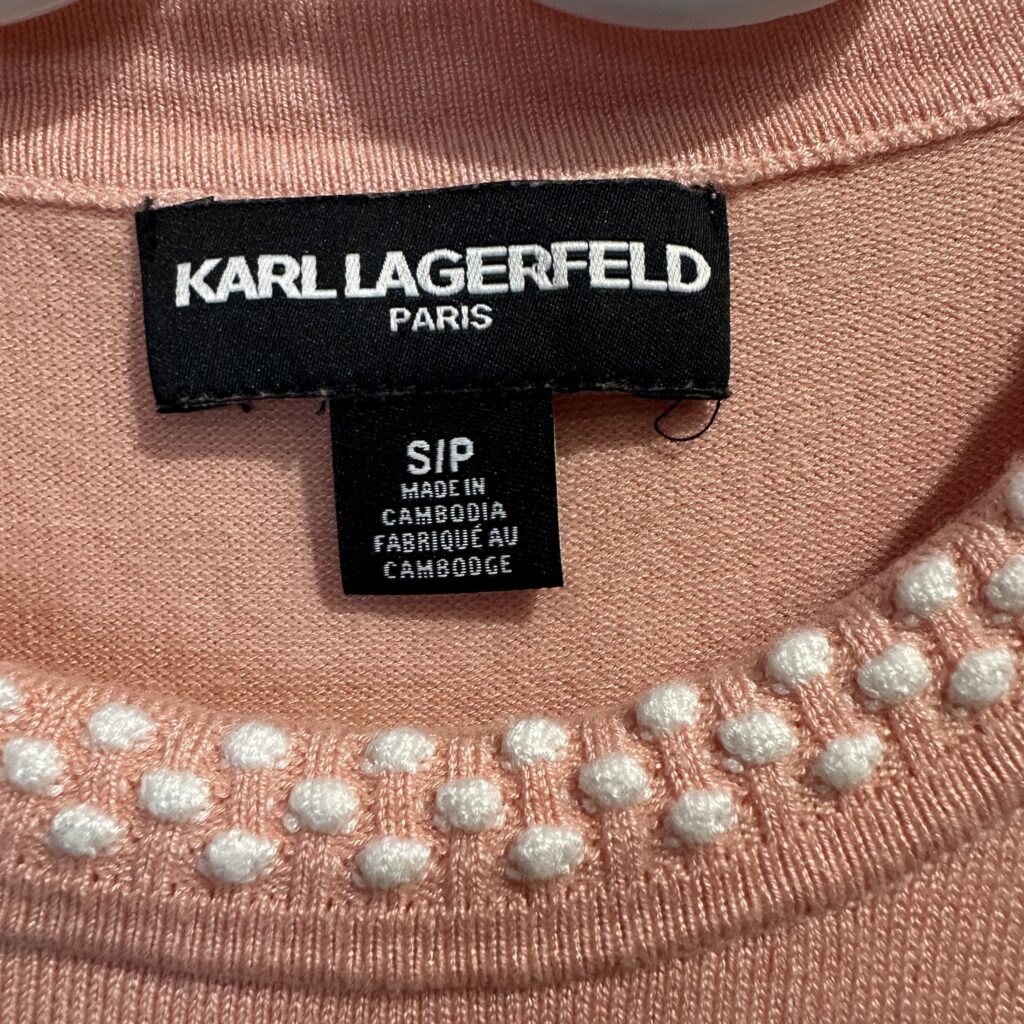 KARL LAGERFELD
PARIS
S/P
MADE IN
CAMBODIA
FABRIQUÉ AU
CAMBODGE